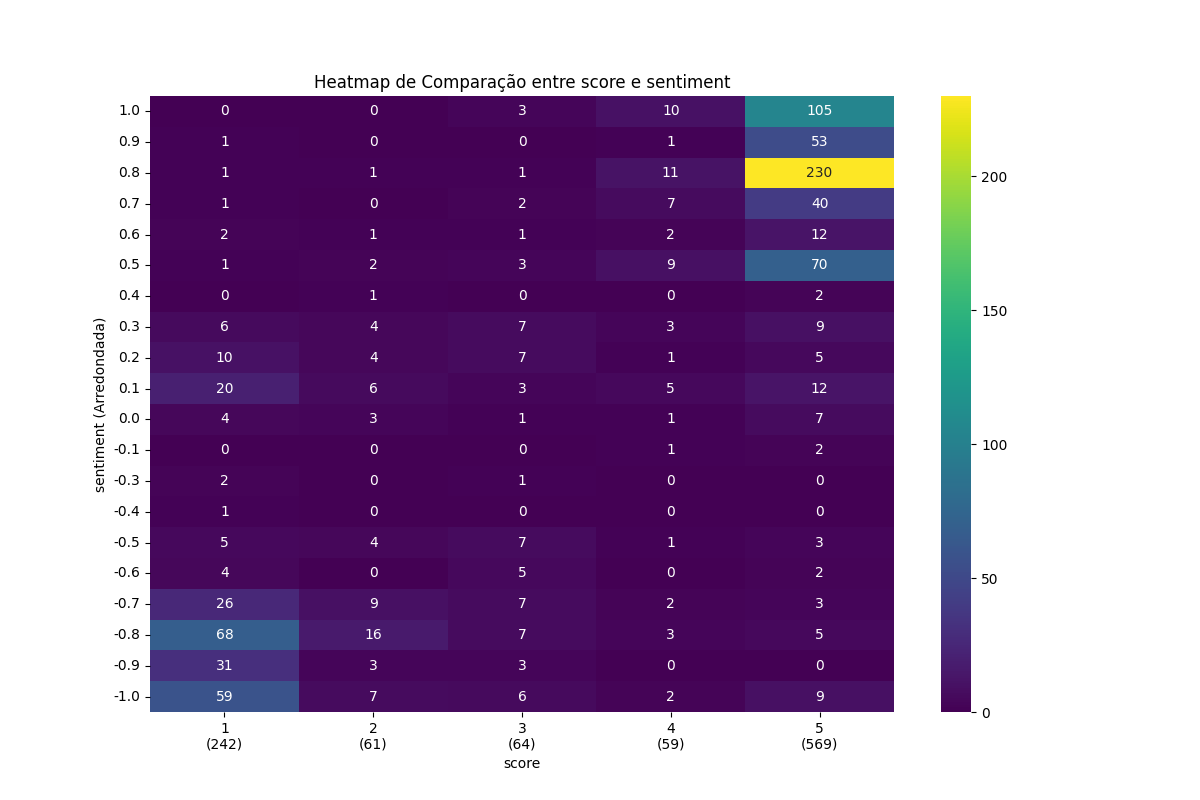 Heatmap de Comparação entre score e sentiment
sentiment (Arredondada)
1.0 0 0 3 10 105
0.9 1 0 0 1 53
0.8 1 1 1 11 230
0.7 1 0 2 7 40
0.6 2 1 1 2 12
0.5 1 2 3 9 70
0.4 0 1 0 0 2
0.3 6 4 7 3 9
0.2 10 4 7 1 5
0.1 20 6 3 5 12
0.0 4 3 1 1 7
-0.1 0 0 0 1 2
-0.3 2 0 1 0 0
-0.4 1 0 0 0 0
-0.5 5 4 7 1 3
-0.6 4 0 5 0 2
-0.7 26 9 7 2 3
-0.8 68 16 7 3 5
-0.9 31 3 3 0 0
-1.0 59 7 6 2 9
1 2 3 4 5
(242) (61) (64) (59) (569)
score
200
150
100
50
0